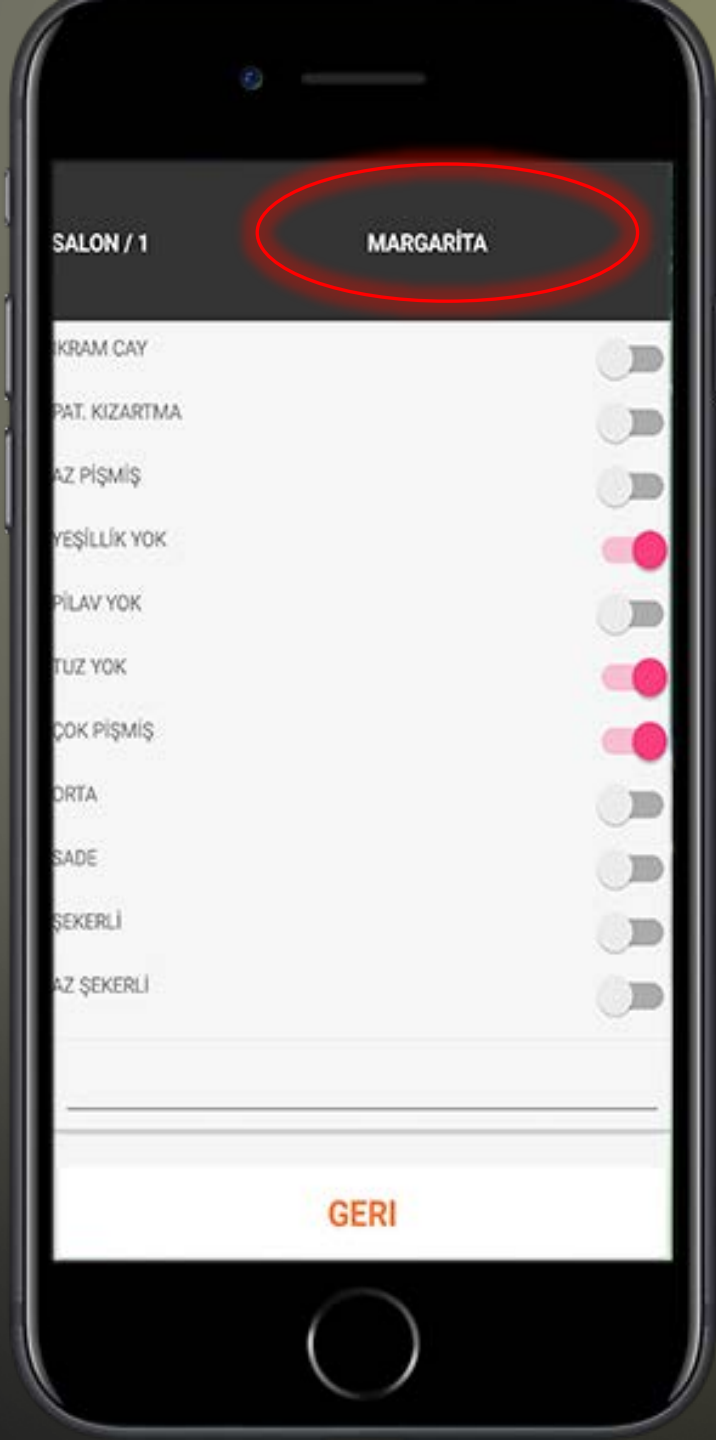 SALON / 1 MARGARİTA
İKRAM CAY
PAT. KIZARTMA
AZ PİŞMİŞ
YEŞİLLİK YOK
PİLAV YOK
TUZ YOK
ÇOK PİŞMİŞ
ORTA
SADE
ŞEKERLİ
AZ ŞEKERLİ
GERI